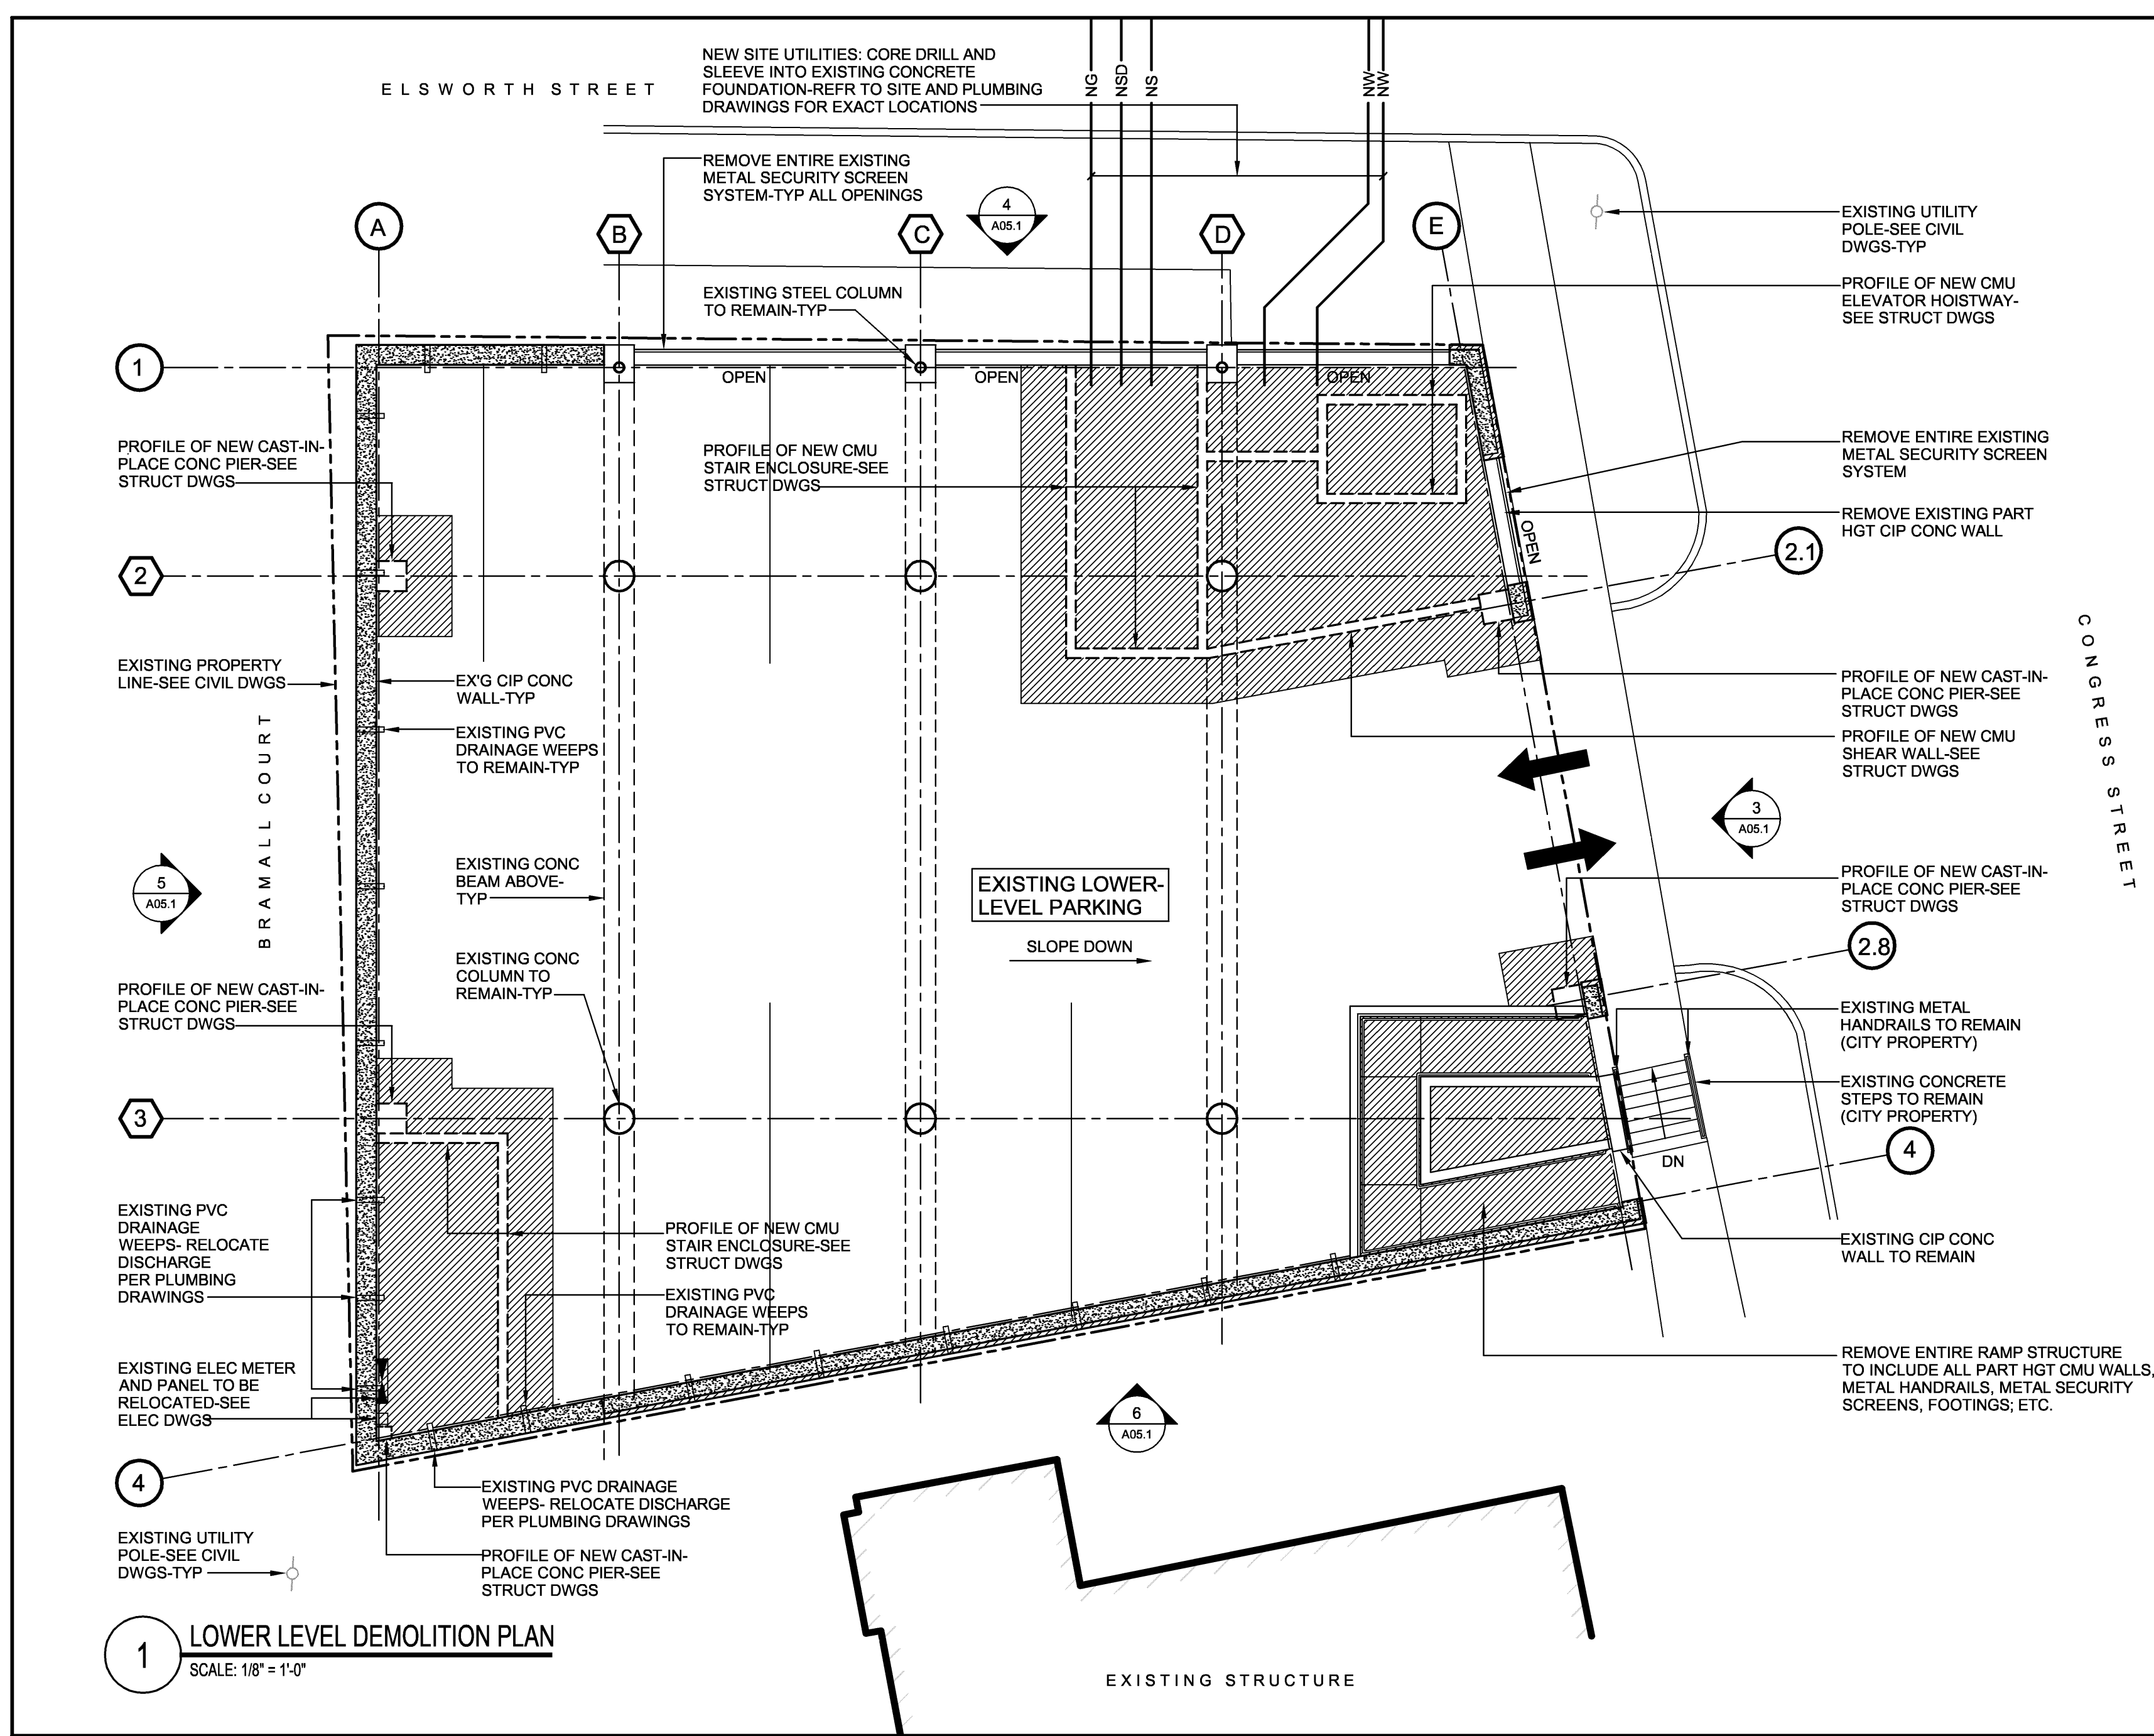 ELSWORTH STREET
NEW SITE UTILITIES: CORE DRILL AND
SLEEVE INTO EXISTING CONCRETE
FOUNDATION-REFR TO SITE AND PLUMBING
DRAWINGS FOR EXACT LOCATIONS
NG
NSD
NS
NW
NW
REMOVE ENTIRE EXISTING
METAL SECURITY SCREEN
SYSTEM-TYP ALL OPENINGS
4
A05.1
A
B
C
D
E
EXISTING UTILITY
POLE-SEE CIVIL
DWGS-TYP
EXISTING STEEL COLUMN
TO REMAIN-TYP
PROFILE OF NEW CMU
ELEVATOR HOISTWAY-
SEE STRUCT DWGS
1
OPEN
OPEN
OPEN
PROFILE OF NEW CAST-IN-
PLACE CONC PIER-SEE
STRUCT DWGS
PROFILE OF NEW CMU
STAIR ENCLOSURE-SEE
STRUCT DWGS
REMOVE ENTIRE EXISTING
METAL SECURITY SCREEN
SYSTEM
REMOVE EXISTING PART
HGT CIP CONC WALL
OPEN
2.1
2
CONGRESS STREET
EXISTING PROPERTY
LINE-SEE CIVIL DWGS
EX'G CIP CONC
WALL-TYP
PROFILE OF NEW CAST-IN-
PLACE CONC PIER-SEE
STRUCT DWGS
BRAMALL COURT
EXISTING PVC
DRAINAGE WEEPS
TO REMAIN-TYP
PROFILE OF NEW CMU
SHEAR WALL-SEE
STRUCT DWGS
3
A05.1
5
A05.1
EXISTING CONC
BEAM ABOVE-
TYP
EXISTING LOWER-
LEVEL PARKING
SLOPE DOWN
PROFILE OF NEW CAST-IN-
PLACE CONC PIER-SEE
STRUCT DWGS
2.8
EXISTING CONC
COLUMN TO
REMAIN-TYP
PROFILE OF NEW CAST-IN-
PLACE CONC PIER-SEE
STRUCT DWGS
EXISTING METAL
HANDRAILS TO REMAIN
(CITY PROPERTY)
EXISTING CONCRETE
STEPS TO REMAIN
(CITY PROPERTY)
3
4
DN
EXISTING PVC
DRAINAGE
WEEPS- RELOCATE
DISCHARGE
PER PLUMBING
DRAWINGS
PROFILE OF NEW CMU
STAIR ENCLOSURE-SEE
STRUCT DWGS
EXISTING CIP CONC
WALL TO REMAIN
EXISTING PVC
DRAINAGE WEEPS
TO REMAIN-TYP
EXISTING ELEC METER
AND PANEL TO BE
RELOCATED-SEE
ELEC DWGS
REMOVE ENTIRE RAMP STRUCTURE
TO INCLUDE ALL PART HGT CMU WALLS,
METAL HANDRAILS, METAL SECURITY
SCREENS, FOOTINGS; ETC.
6
A05.1
4
EXISTING PVC DRAINAGE
WEEPS- RELOCATE DISCHARGE
PER PLUMBING DRAWINGS
EXISTING UTILITY
POLE-SEE CIVIL
DWGS-TYP
PROFILE OF NEW CAST-IN-
PLACE CONC PIER-SEE
STRUCT DWGS
1
LOWER LEVEL DEMOLITION PLAN
SCALE: 1/8" = 1'-0"
EXISTING STRUCTURE